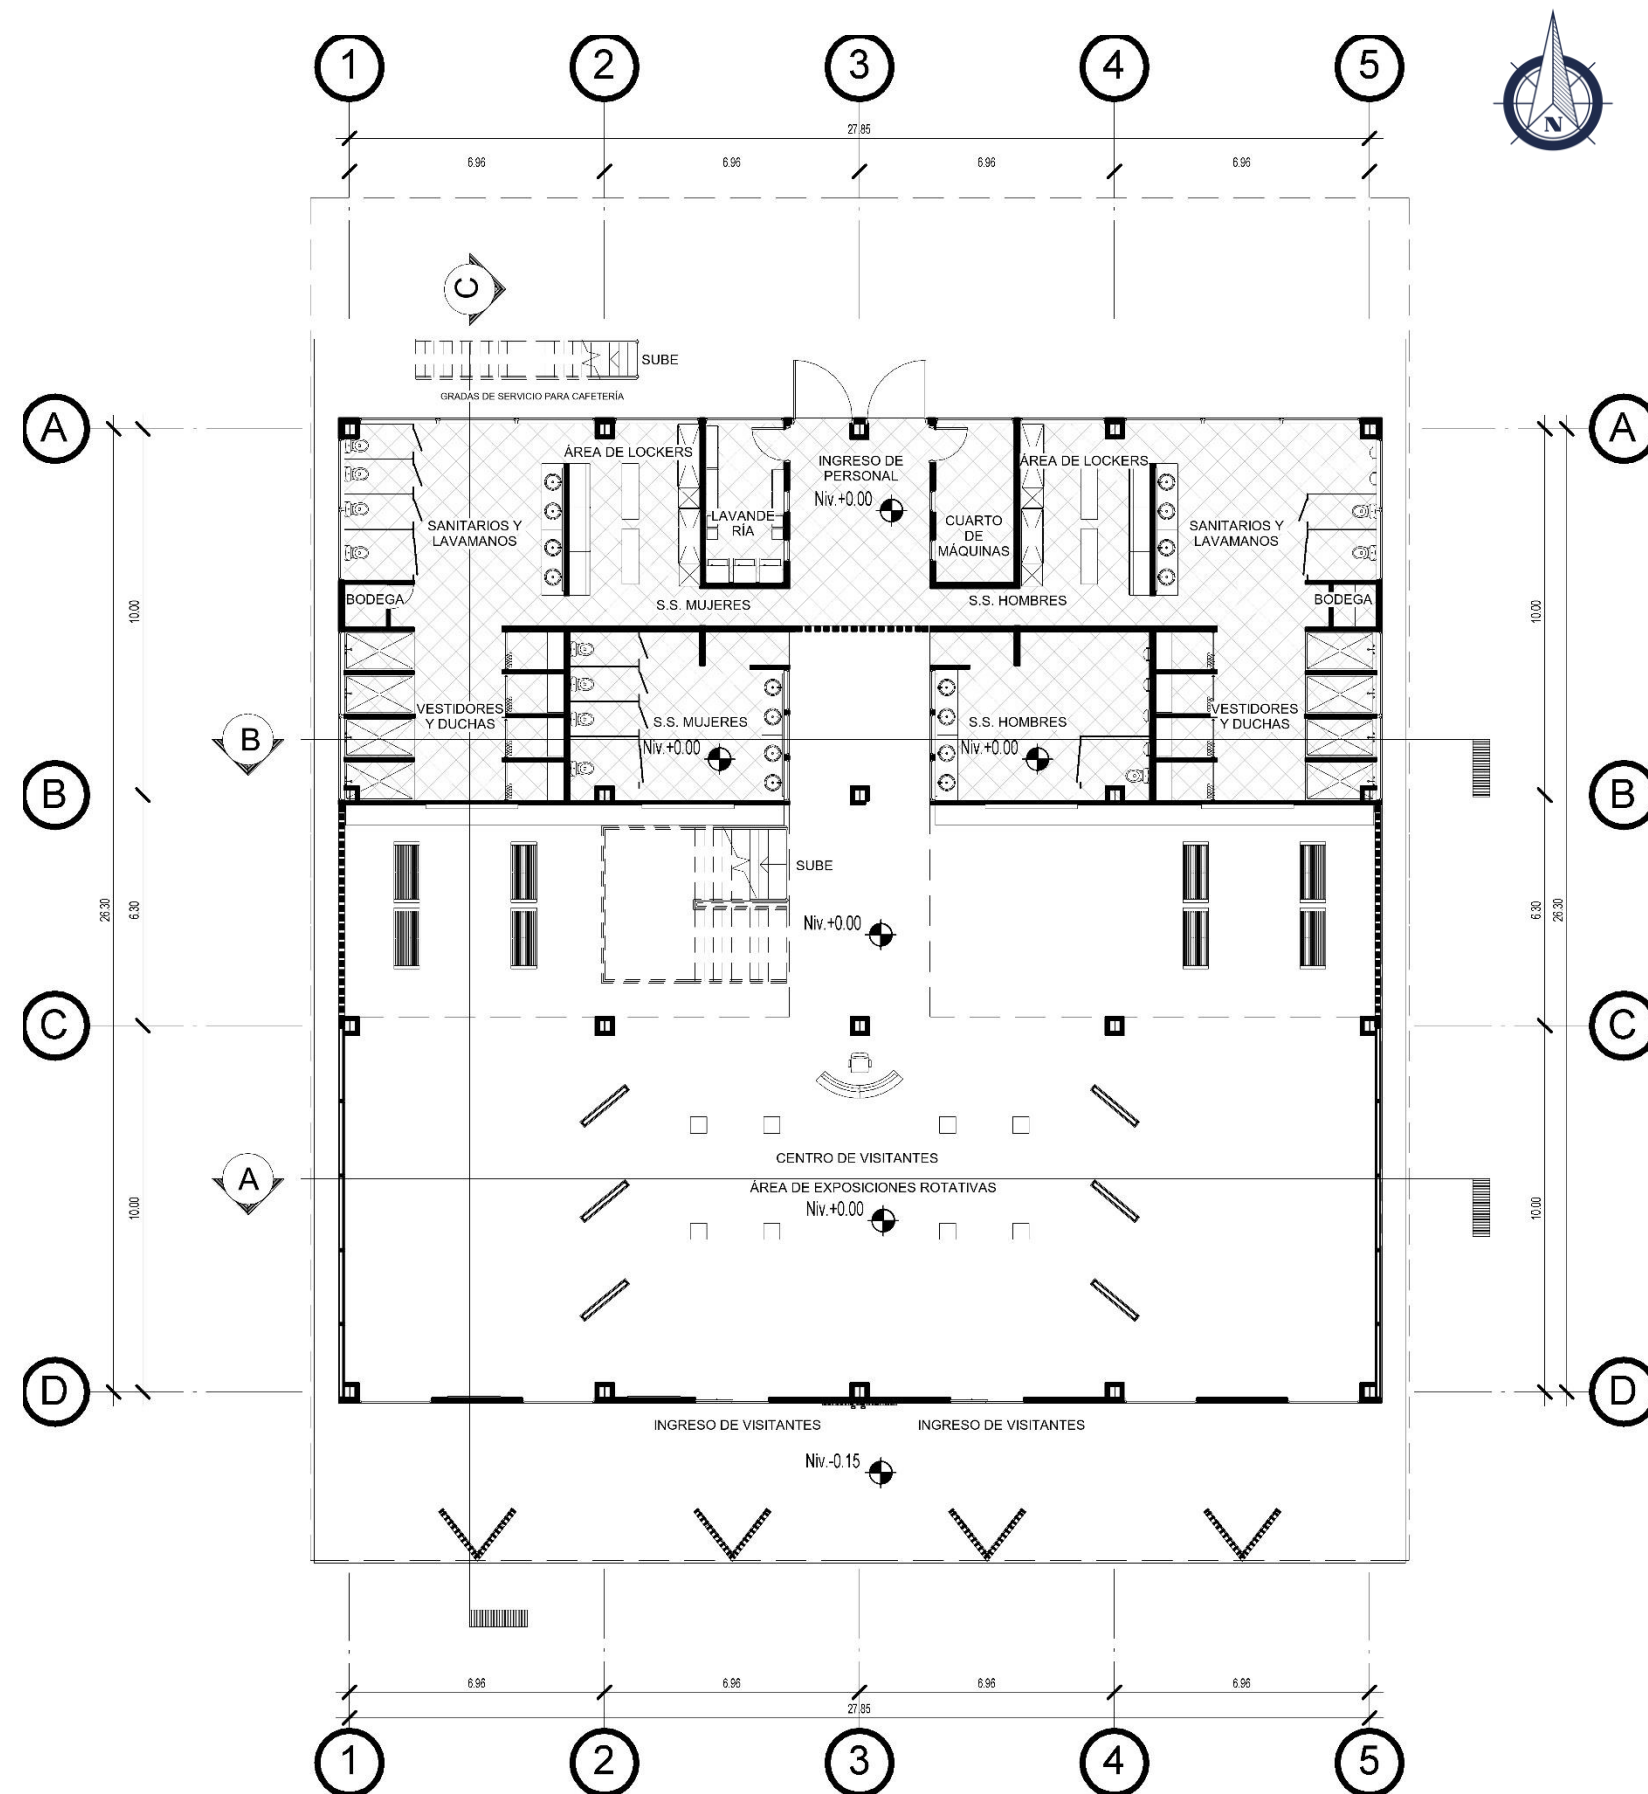 1 2 3 4 5
N
27.85
6.96 6.96 6.96 6.96
C
SUBE
GRADAS DE SERVICIO PARA CAFETERÍA
A A
ÁREA DE LOCKERS
INGRESO DE
PERSONAL
Niv.+0.00
ÁREA DE LOCKERS
SANITARIOS Y
LAVAMANOS
LAVANDE
RÍA
CUARTO
DE
MÁQUINAS
SANITARIOS Y
LAVAMANOS
BODEGA
S.S. MUJERES
S.S. HOMBRES
BODEGA
10.00 10.00
VESTIDORES
Y DUCHAS
S.S. MUJERES
Niv.+0.00
S.S. HOMBRES
Niv.+0.00
VESTIDORES
Y DUCHAS
B
B B
SUBE
26.30 6.30 Niv.+0.00 6.30 26.30
C C
CENTRO DE VISITANTES
A
ÁREA DE EXPOSICIONES ROTATIVAS
Niv.+0.00
10.00 10.00
D D
INGRESO DE VISITANTES INGRESO DE VISITANTES
Niv.-0.15
6.96 6.96 6.96 6.96
27.85
1 2 3 4 5